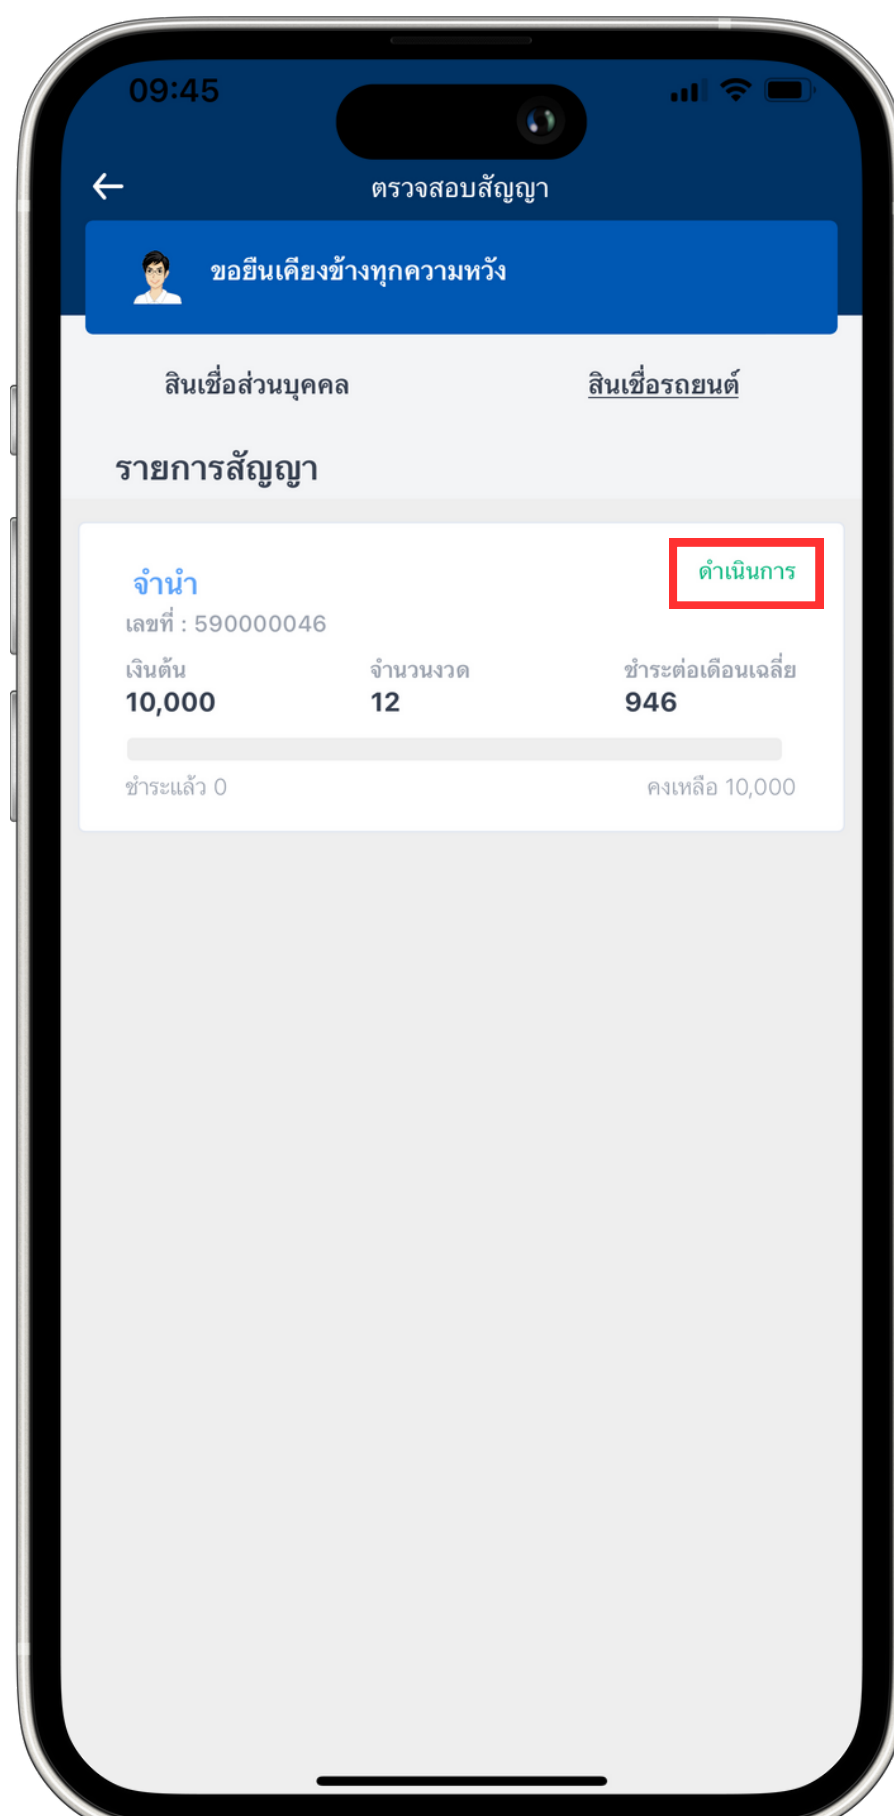 09:45
ตรวจสอบสัญญา
ขอยืนเคียงข้างทุกความหวัง
สินเชื่อส่วนบุคคล สินเชื่อรถยนต์
รายการสัญญา
ดำเนินการ
จำนำ
เลขที่ : 590000046
เงินต้น จำนวนงวด ชำระต่อเดือนเฉลี่ย
10,000 12 946
ชำระแล้ว 0 คงเหลือ 10,000